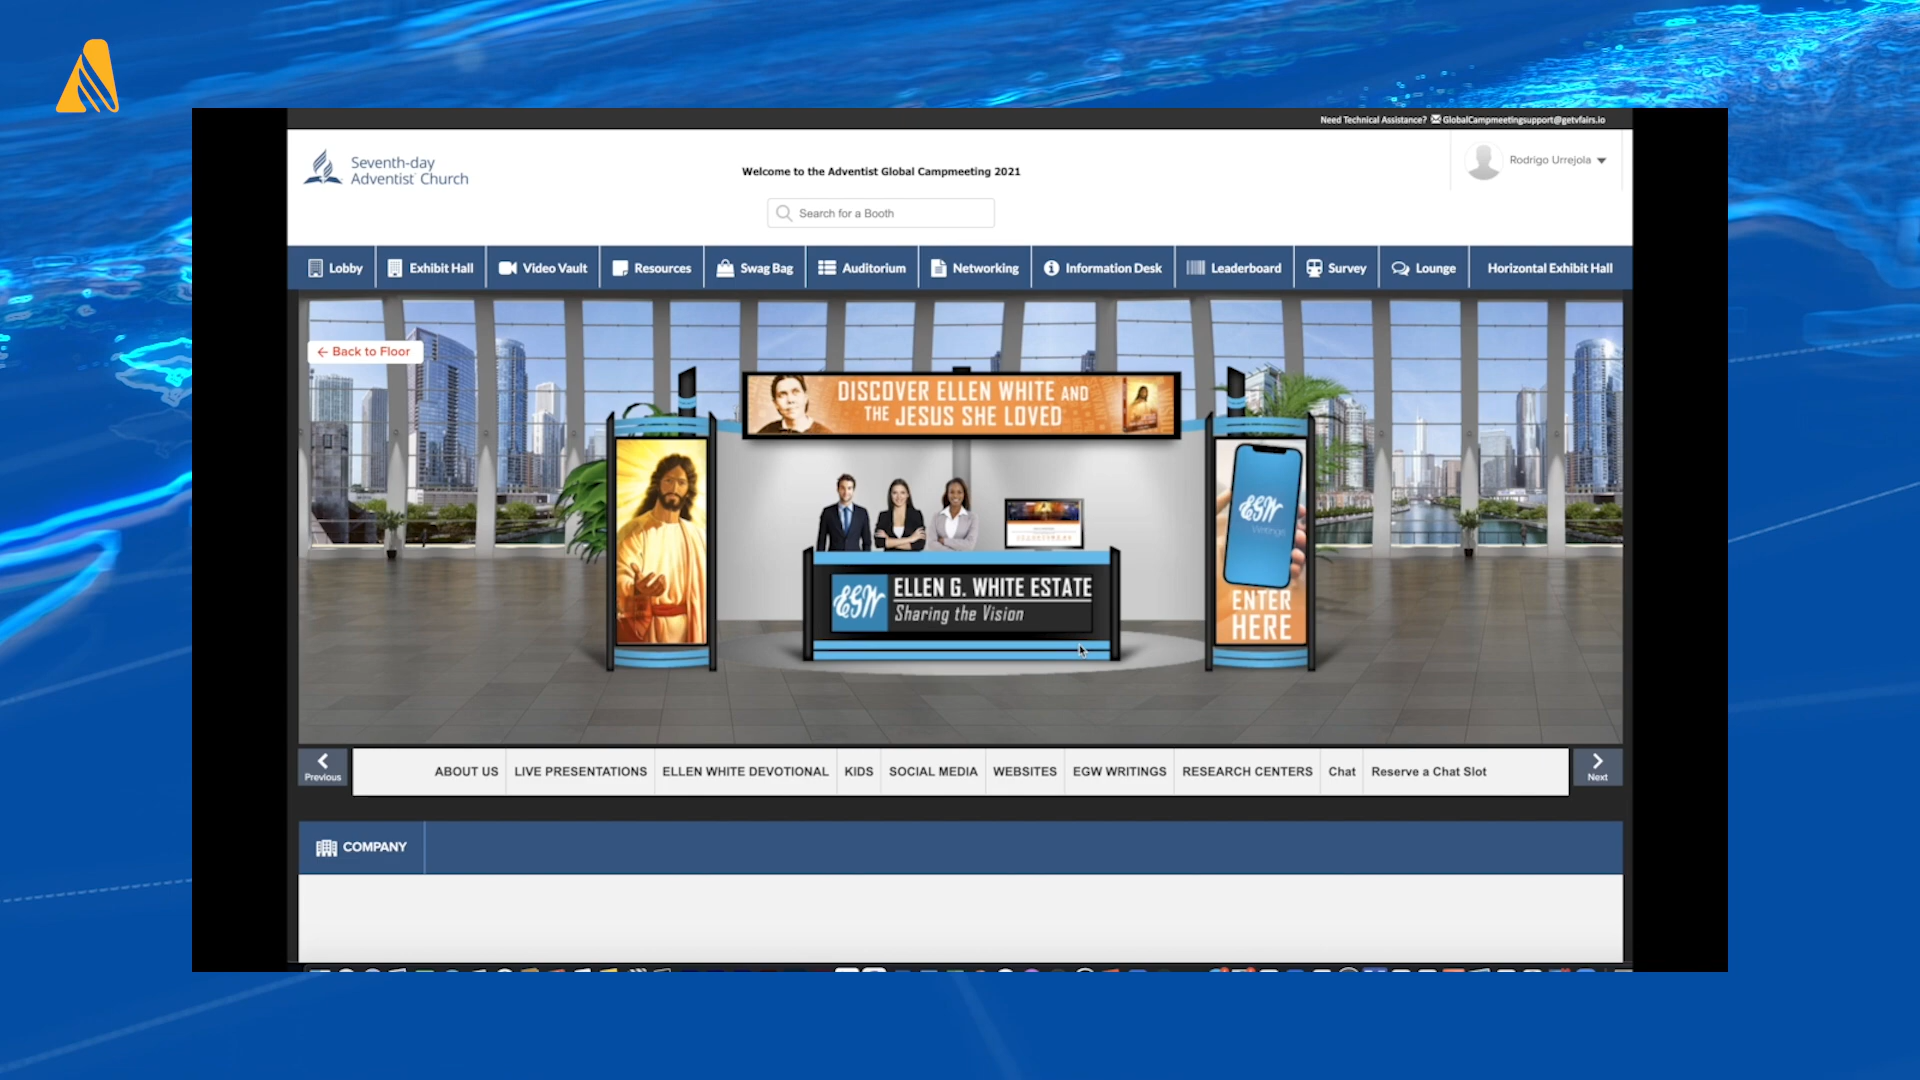 Need Technical Assistance? GlobalCampmeetingsupport@getvfairs.io
Seventh-day
Adventist Church
Welcome to the Adventist Global Campmeeting 2021
Rodrigo Urrejola
Search for a Booth
Lobby
Exhibit Hall
Video Vault
Resources
Swag Bag
Auditorium
Networking
Information Desk
Leaderboard
Survey
Lounge
Horizontal Exhibit Hall
← Back to Floor
DISCOVER ELLEN WHITE AND
THE JESUS SHE LOVED
EGW
Writings
ENTER
HERE
EGW
ELLEN G. WHITE ESTATE
Sharing the Vision
Previous
ABOUT US
LIVE PRESENTATIONS
ELLEN WHITE DEVOTIONAL
KIDS
SOCIAL MEDIA
WEBSITES
EGW WRITINGS
RESEARCH CENTERS
Chat
Reserve a Chat Slot
Next
COMPANY